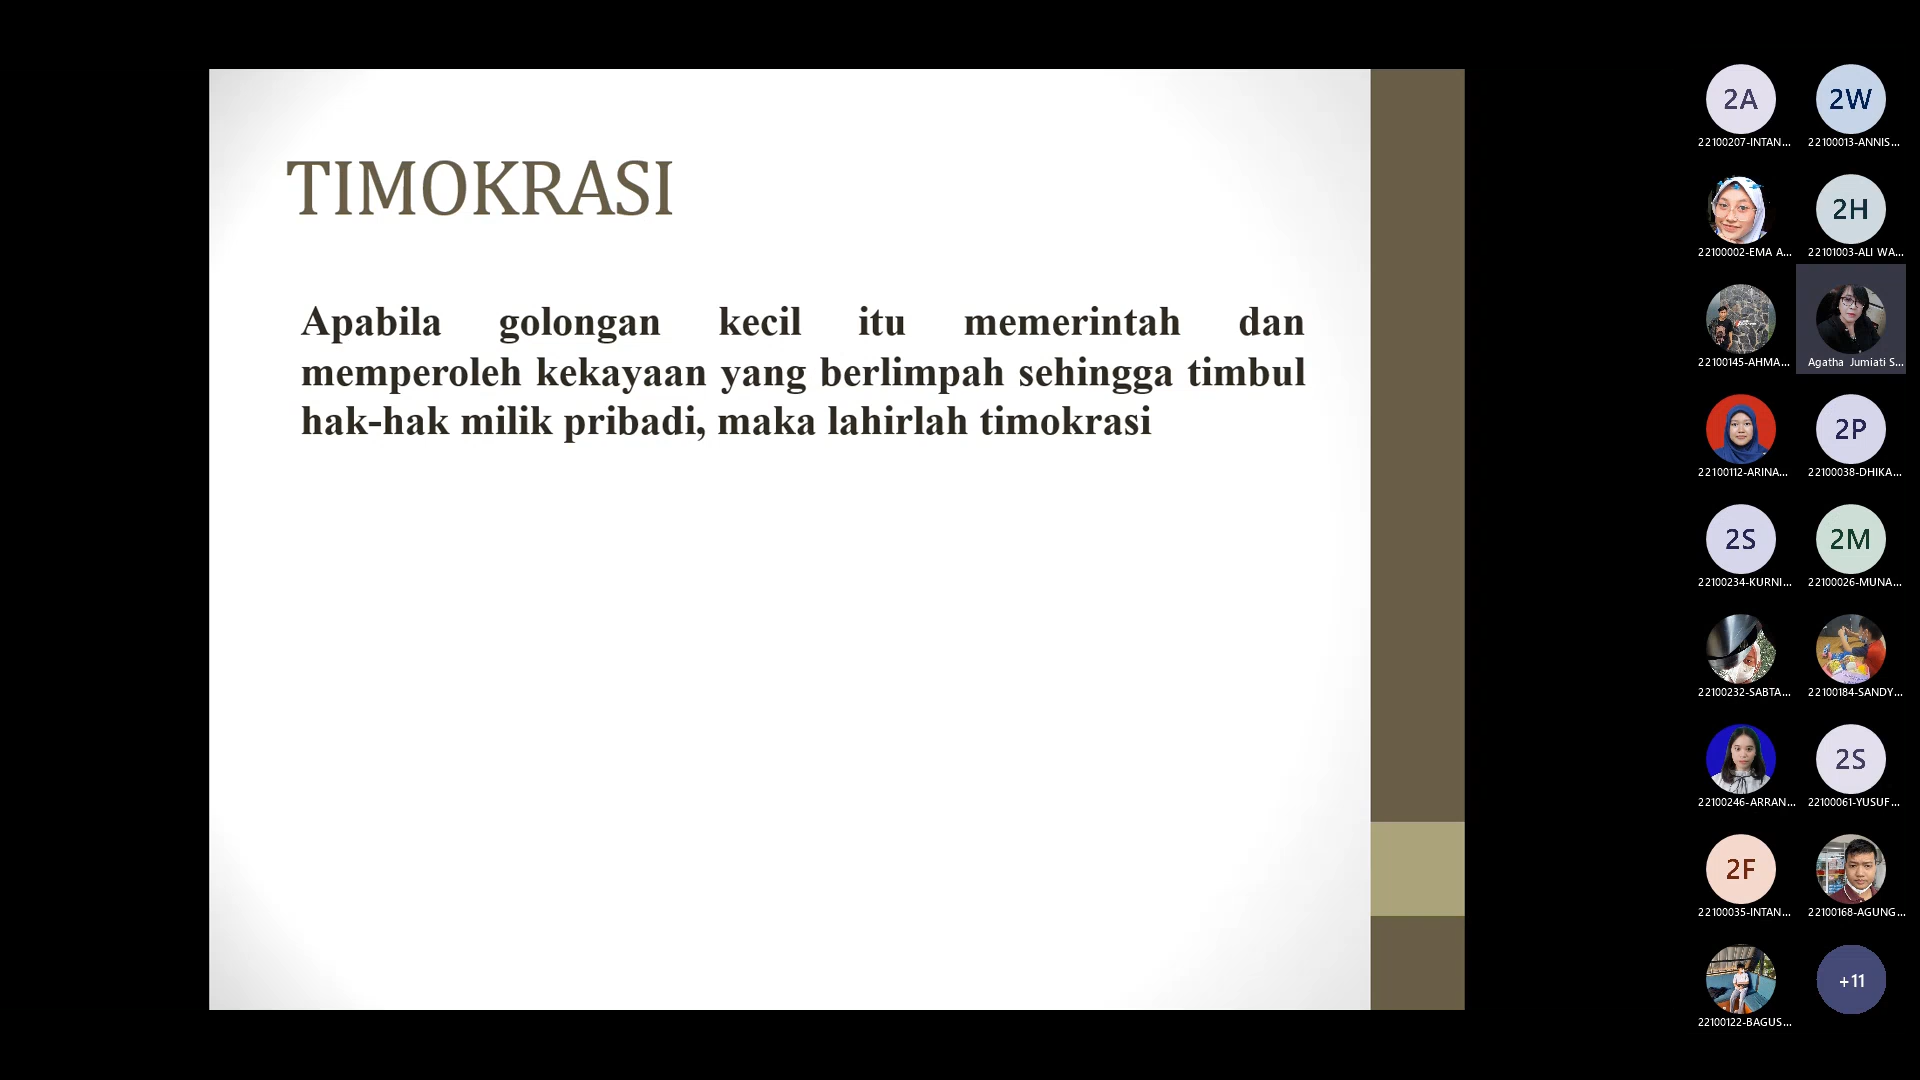 TIMOKRASI
Apabila golongan kecil itu memerintah dan
memperoleh kekayaan yang berlimpah sehingga timbul
hak-hak milik pribadi, maka lahirlah timokrasi
2A
2W
22100207-INTAN...
22100013-ANNIS...
2H
22100002-EMA A...
22101003-ALI WA...
22100145-AHMA...
Agatha Jumiati S...
2P
22100112-ARINA...
22100038-DHIKA...
2S
2M
22100234-KURNI...
22100026-MUNA...
22100232-SABTA...
22100184-SANDY...
2S
22100246-ARRAN...
22100061-YUSUF...
2F
22100035-INTAN...
22100168-AGUNG...
+11
22100122-BAGUS...